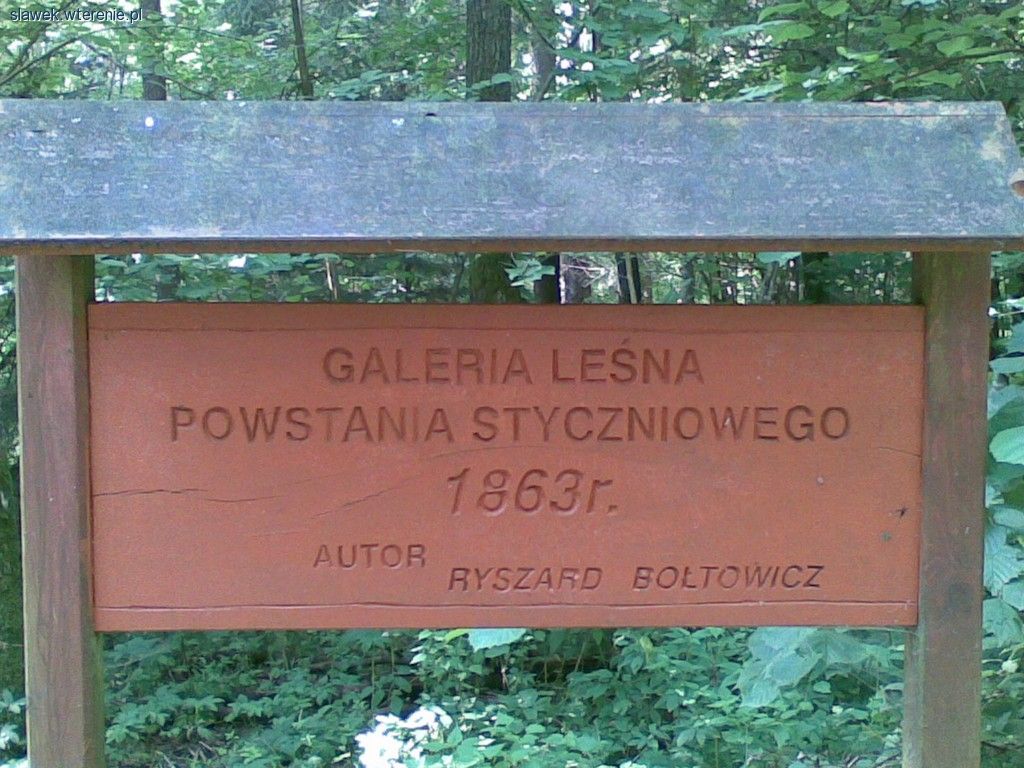 slawek.wterenie.pl
GALERIA LEŚNA
POWSTANIA STYCZNIOWEGO
1863r.
AUTOR
RYSZARD BOŁTOWICZ